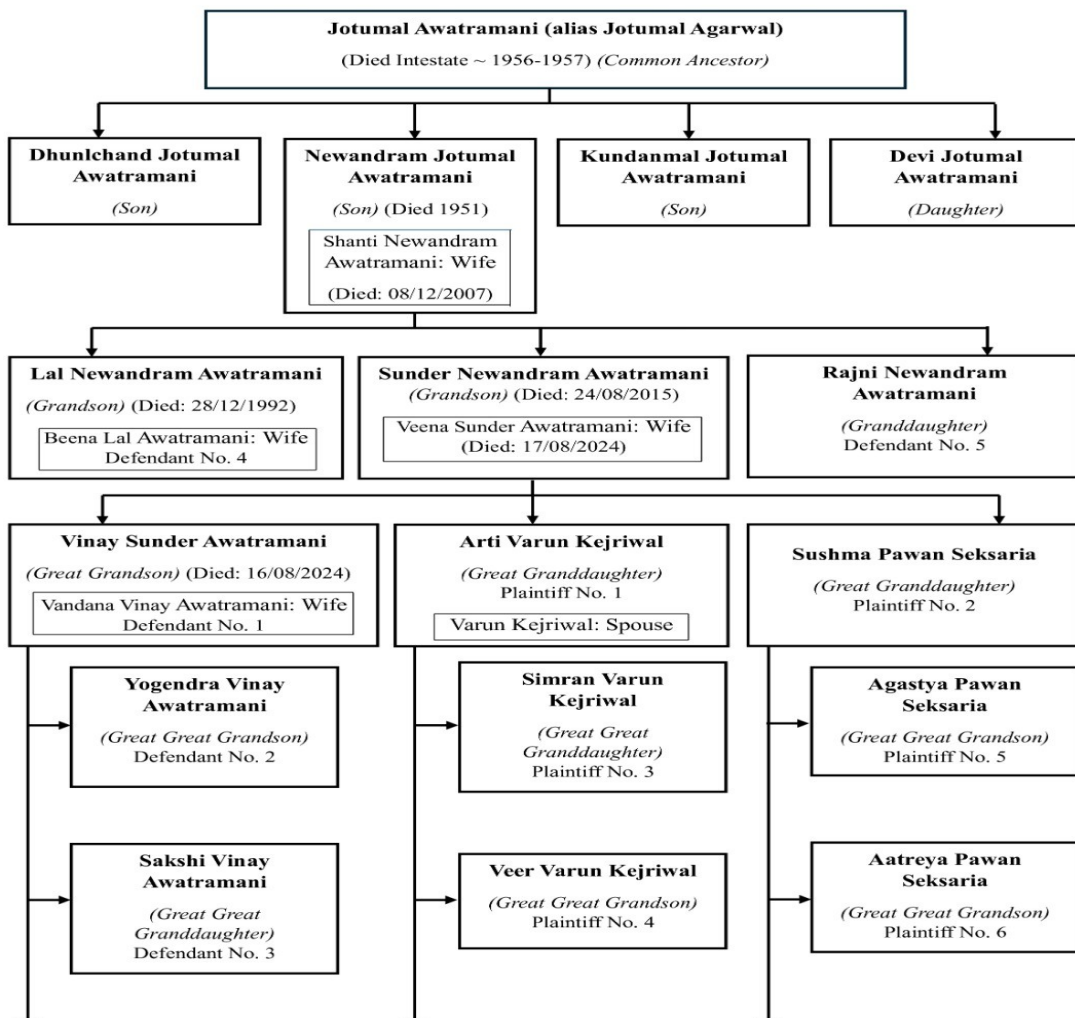 Jotumal Awatramani (alias Jotumal Agarwal)
(Died Intestate ~ 1956-1957) (Common Ancestor)
Dhunlchand Jotumal
Awatramani
(Son)
Newandram Jotumal
Awatramani
(Son) (Died 1951)
Shanti Newandram
Awatramani: Wife
(Died: 08/12/2007)
Kundanmal Jotumal
Awatramani
(Son)
Devi Jotumal
Awatramani
(Daughter)
Lal Newandram Awatramani
(Grandson) (Died: 28/12/1992)
Beena Lal Awatramani: Wife
Defendant No. 4
Sunder Newandram Awatramani
(Grandson) (Died: 24/08/2015)
Veena Sunder Awatramani: Wife
(Died: 17/08/2024)
Rajni Newandram
Awatramani
(Granddaughter)
Defendant No. 5
Vinay Sunder Awatramani
(Great Grandson) (Died: 16/08/2024)
Vandana Vinay Awatramani: Wife
Defendant No. 1
Arti Varun Kejriwal
(Great Granddaughter)
Plaintiff No. 1
Varun Kejriwal: Spouse
Sushma Pawan Seksaria
(Great Granddaughter)
Plaintiff No. 2
Yogendra Vinay
Awatramani
(Great Great Grandson)
Defendant No. 2
Simran Varun
Kejriwal
(Great Great
Granddaughter)
Plaintiff No. 3
Agastya Pawan
Seksaria
(Great Great Grandson)
Plaintiff No. 5
Sakshi Vinay
Awatramani
(Great Great
Granddaughter)
Defendant No. 3
Veer Varun Kejriwal
(Great Great Grandson)
Plaintiff No. 4
Aatreya Pawan
Seksaria
(Great Great Grandson)
Plaintiff No. 6